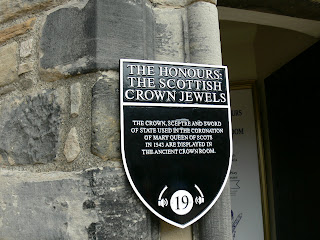 THE HONOURS:
THE SCOTTISH
CROWN JEWELS
THE CROWN, SCEPTRE AND SWORD
OF STATE USED IN THE CORONATION
OF MARY QUEEN OF SCOTS
IN 1543 ARE DISPLAYED IN
THE ANCIENT CROWN ROOM.
19